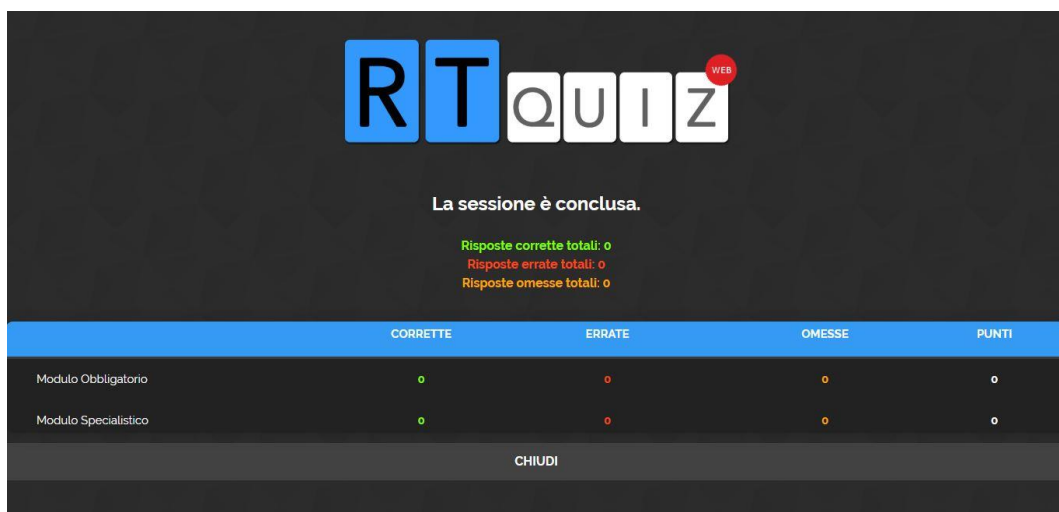 RTQUIZ WEB
La sessione è conclusa.
Risposte corrette totali: 0
Risposte errate totali: 0
Risposte omesse totali: 0
CORRETTE ERRATE OMESSE PUNTI
Modulo Obbligatorio 0 0 0 0
Modulo Specialistico 0 0 0 0
CHIUDI